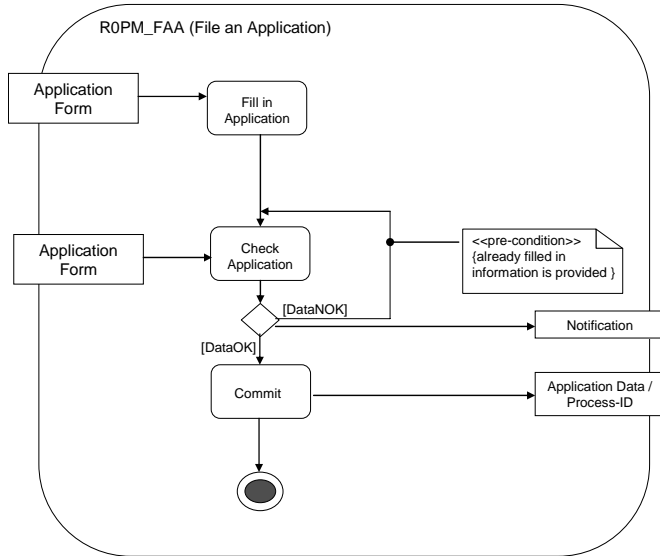 R0PM_FAA (File an Application)
Application
Form
Fill in
Application
Application
Form
Check
Application
<<pre-condition>>
{already filled in
information is provided }
[DataNOK]
Notification
[DataOK]
Commit
Application Data /
Process-ID